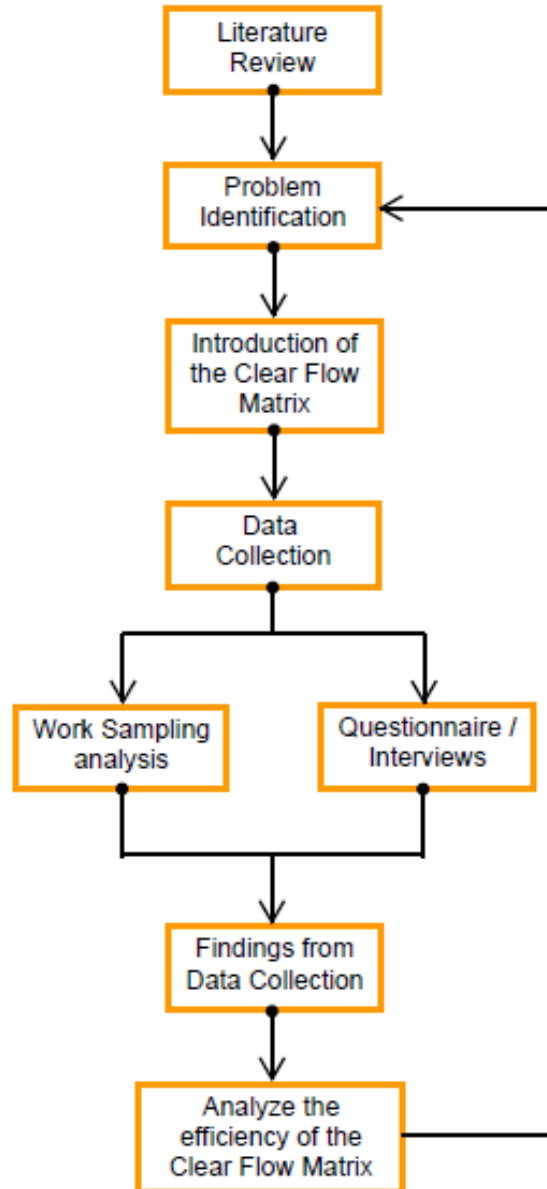 Literature
Review
Problem
Identification
Introduction of
the Clear Flow
Matrix
Data
Collection
Work Sampling
analysis
Questionnaire /
Interviews
Findings from
Data Collection
Analyze the
efficiency of the
Clear Flow Matrix